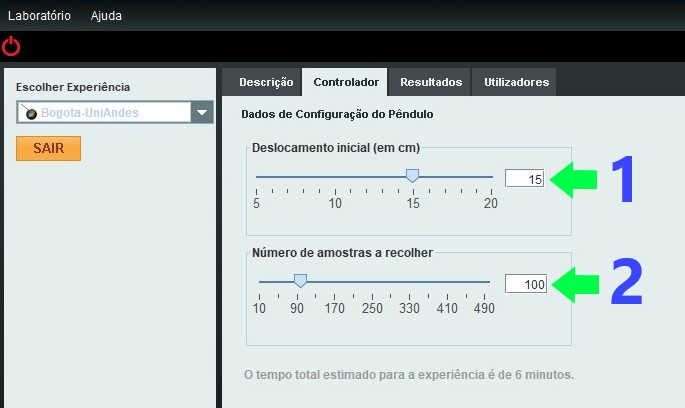 Laboratório Ajuda
Escolher Experiência
Bogota-UniAndes
SAIR
Descrição Controlador Resultados Utilizadores
Dados de Configuração do Pêndulo
Deslocamento inicial (em cm)
15
5 10 15 20
1
Número de amostras a recolher
100
10 90 170 250 330 410 490
2
O tempo total estimado para a experiência é de 6 minutos.